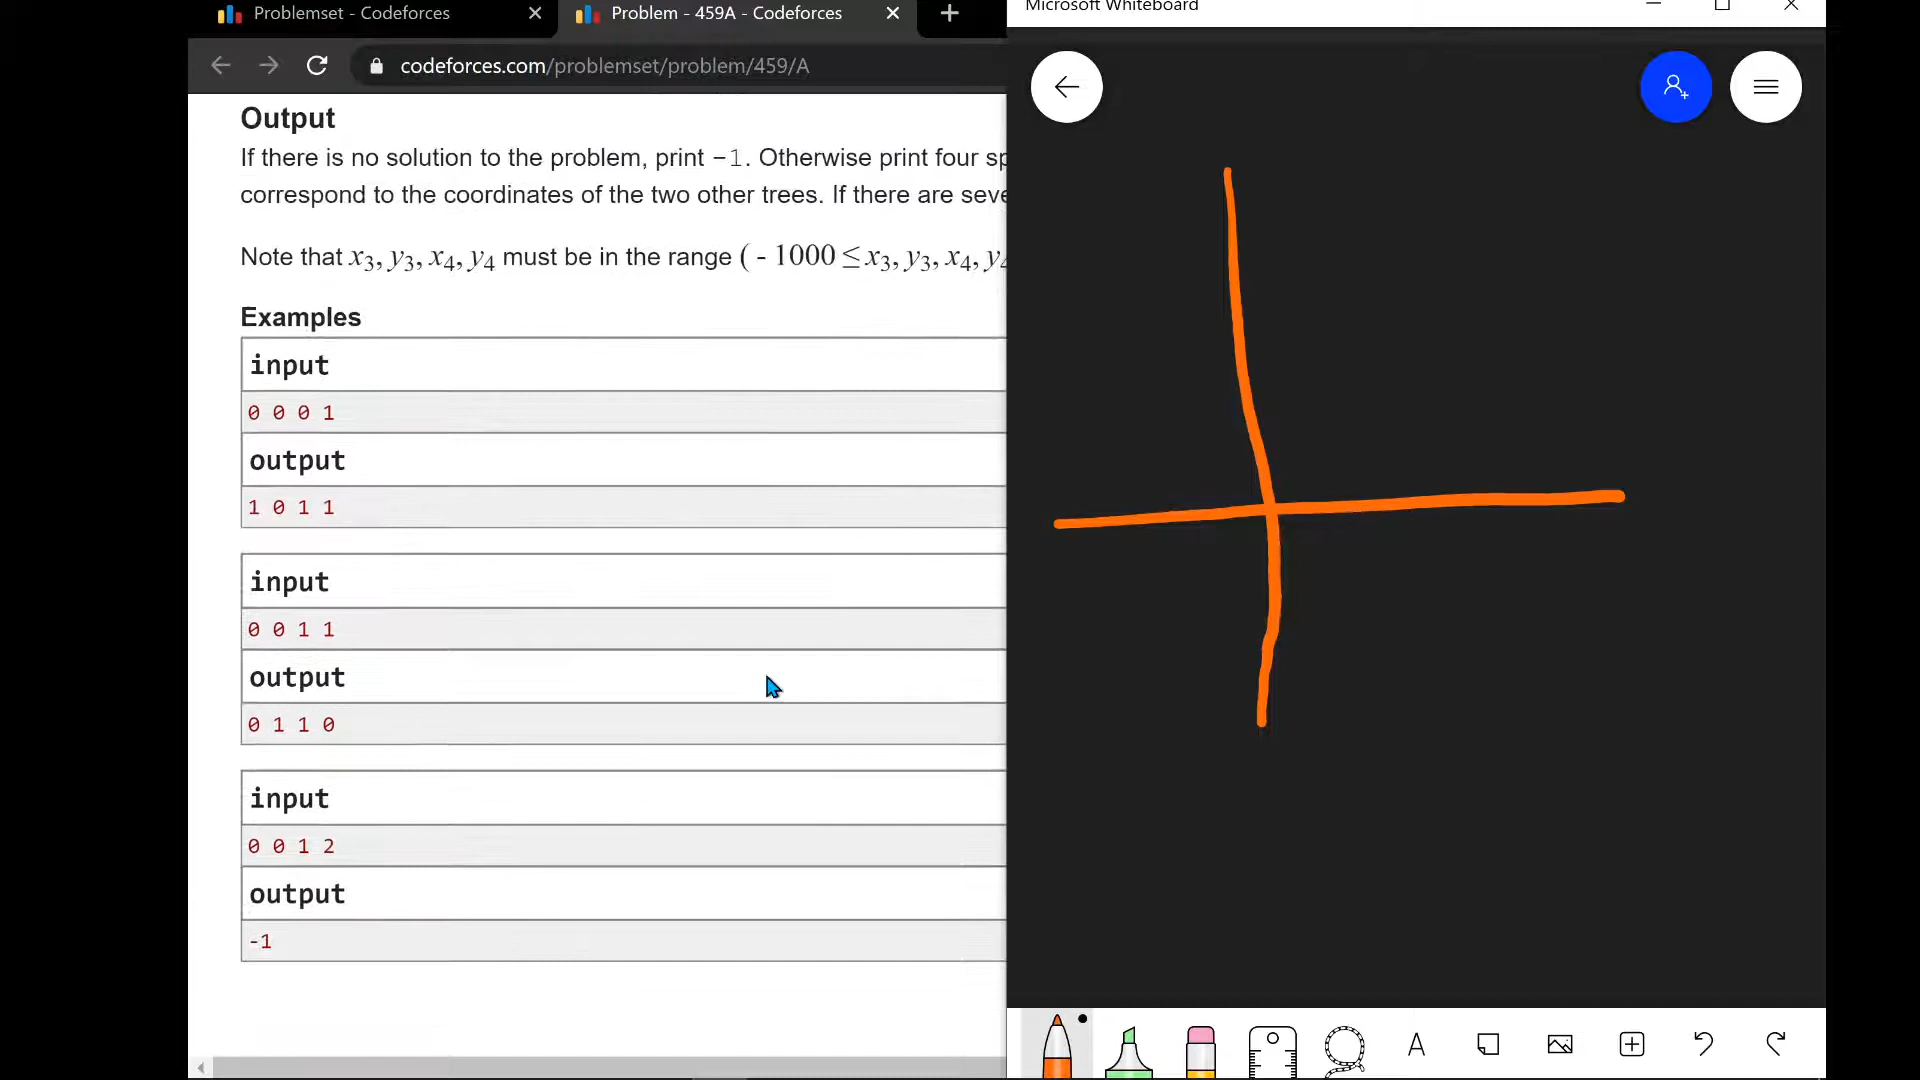 Problemset - Codeforces
Problem - 459A - Codeforces
Microsoft Whiteboard
codeforces.com/problemset/problem/459/A
Output
If there is no solution to the problem, print -1. Otherwise print four
correspond to the coordinates of the two other trees. If there are
Note that x3, y3, x4, y4 must be in the range ( - 1000 ≤ x3, y3, x4,
Examples
input
0 0 0 1
output
1 0 1 1
input
0 0 1 1
output
0 1 1 0
input
0 0 1 2
output
-1